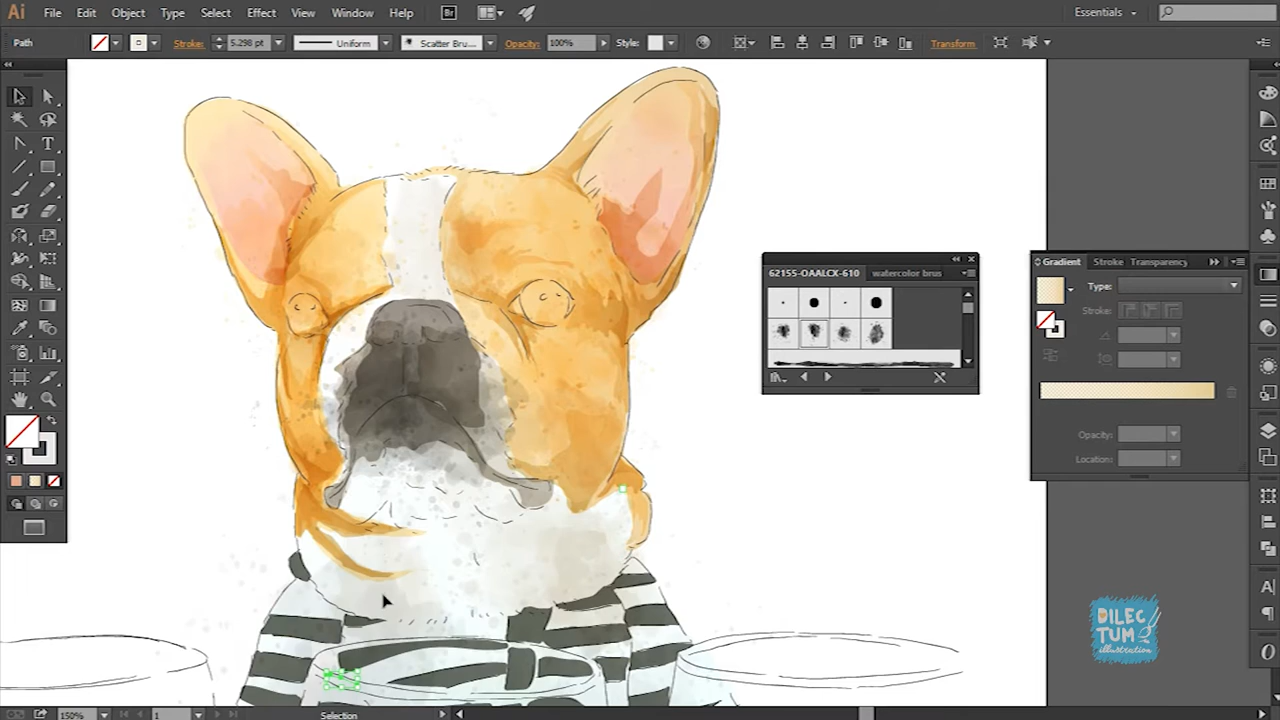 Ai File Edit Object Type Select Effect View Window Help Br Essentials
Path Stroke: 5.298 pt Uniform Scatter Bru... Opacity: 100% Style: Transform
62155-OAALCX-610 watercolor brus
Gradient Stroke Transparency
Type:
Stroke:
Opacity:
Location:
DILEC
TUM
illustration
150% 1 Selection